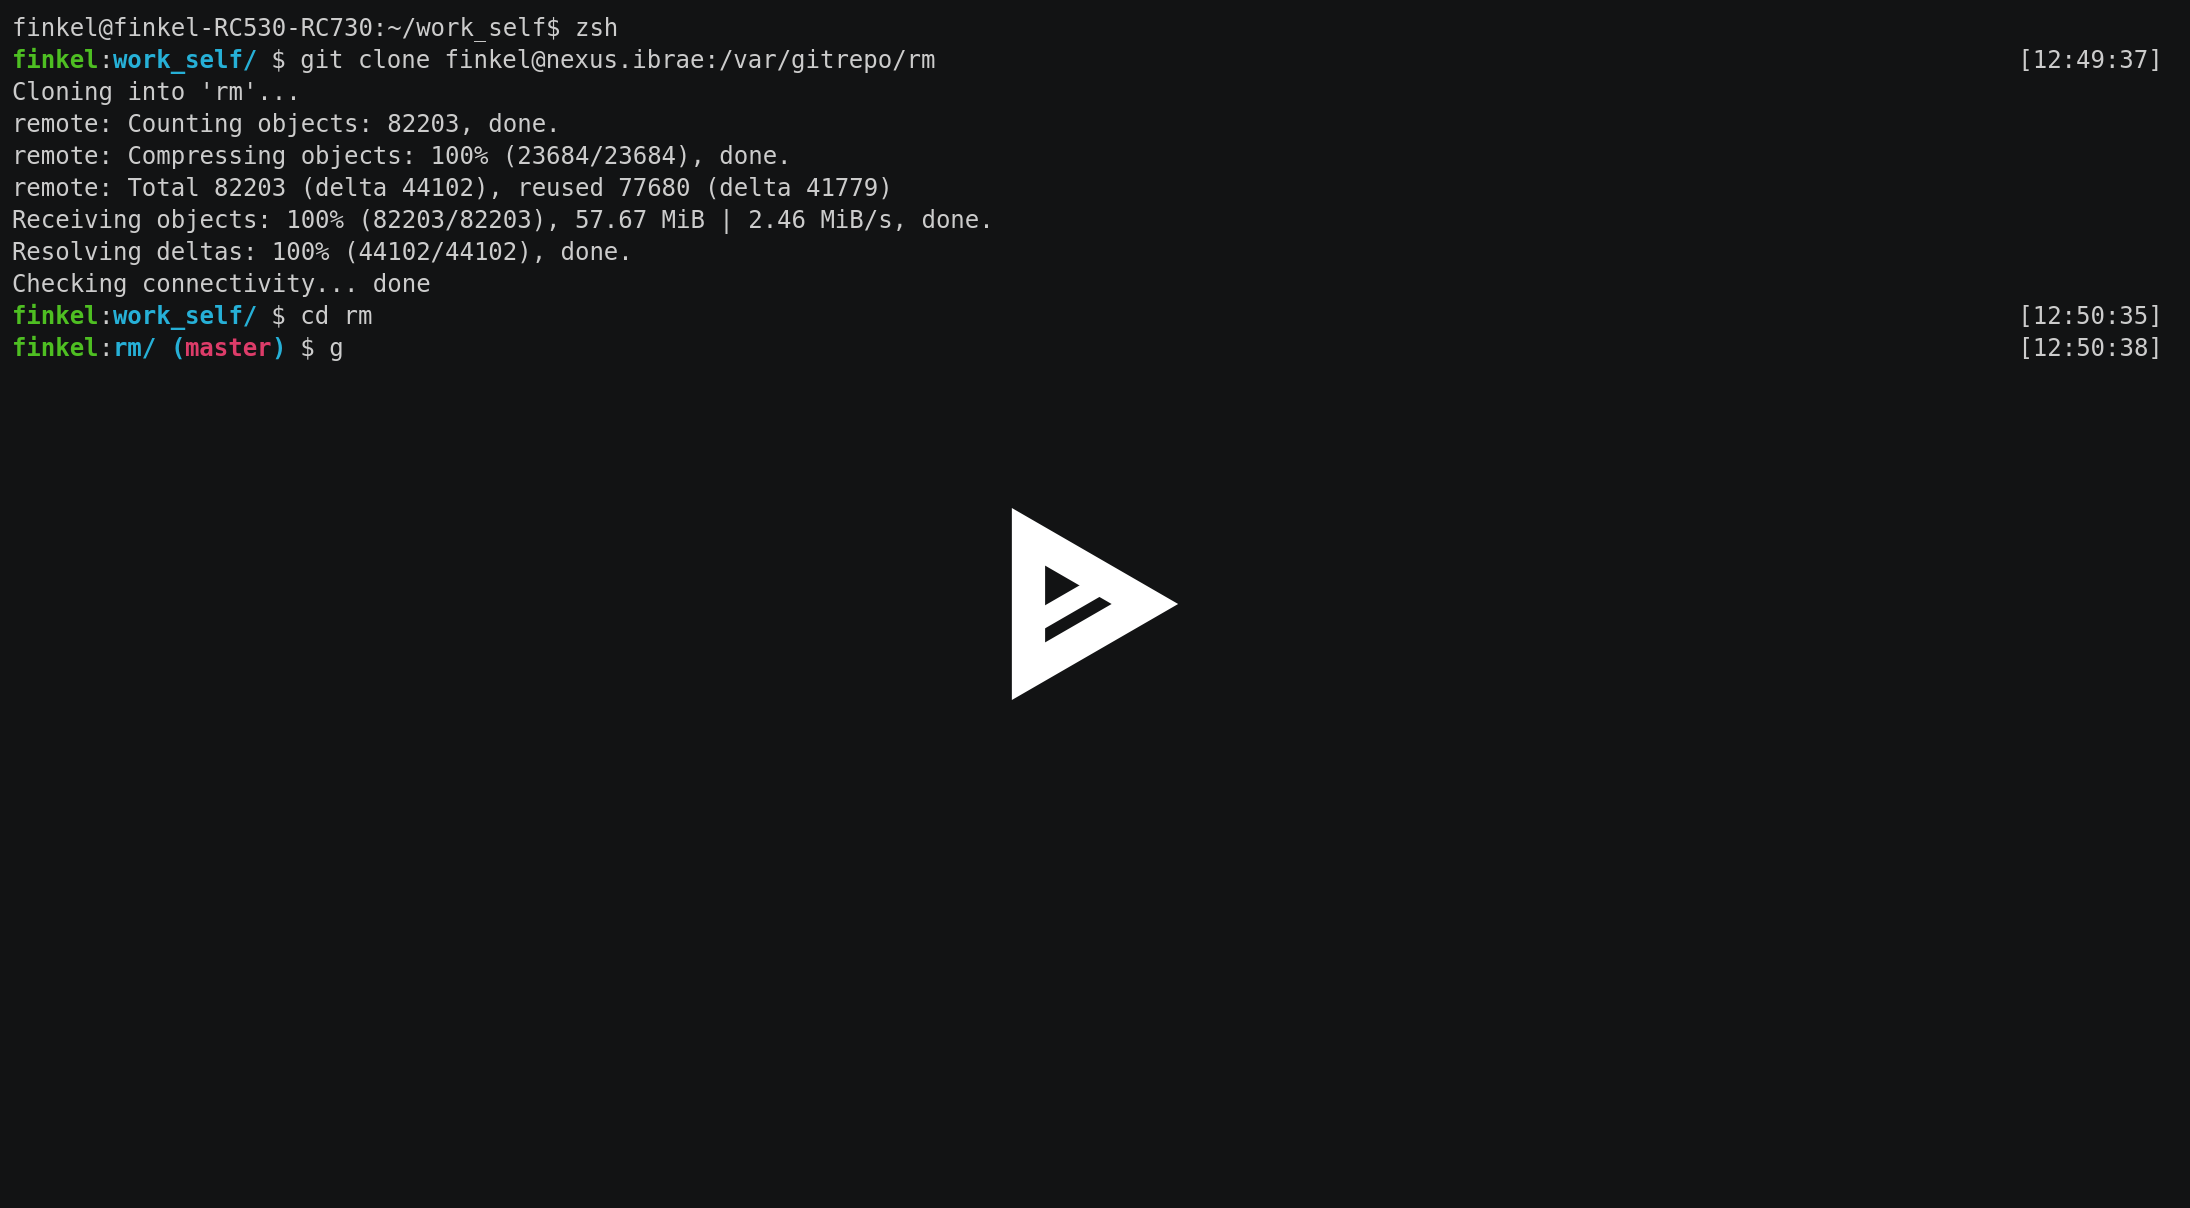 finkel@finkel-RC530-RC730:~/work_self$ zsh
finkel:work_self/ $ git clone finkel@nexus.ibrae:/var/gitrepo/rm [12:49:37]
Cloning into 'rm'...
remote: Counting objects: 82203, done.
remote: Compressing objects: 100% (23684/23684), done.
remote: Total 82203 (delta 44102), reused 77680 (delta 41779)
Receiving objects: 100% (82203/82203), 57.67 MiB | 2.46 MiB/s, done.
Resolving deltas: 100% (44102/44102), done.
Checking connectivity... done
finkel:work_self/ $ cd rm [12:50:35]
finkel:rm/ (master) $ g [12:50:38]